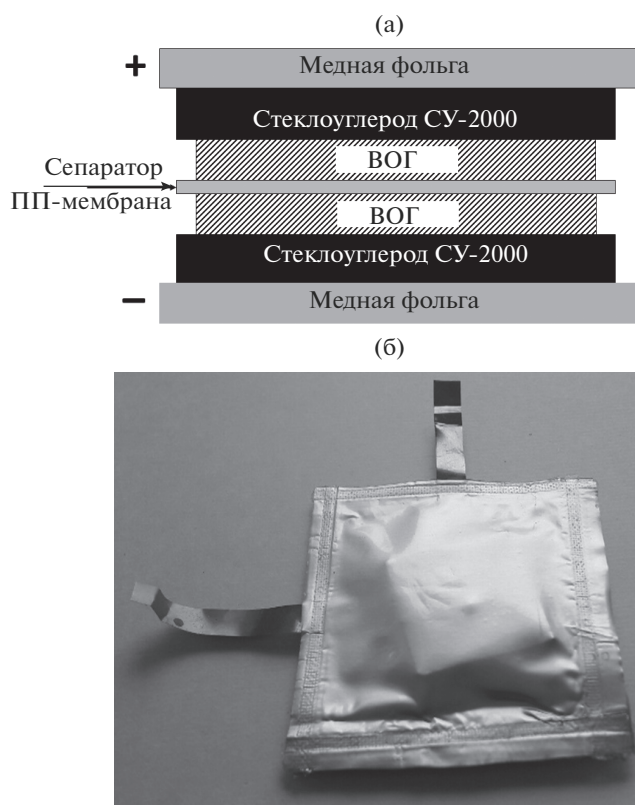 (а)
+
Медная фольга
Стеклоуглерод СУ-2000
ВОГ
Сепаратор
ПП-мембрана
ВОГ
Стеклоуглерод СУ-2000
−
Медная фольга
(б)